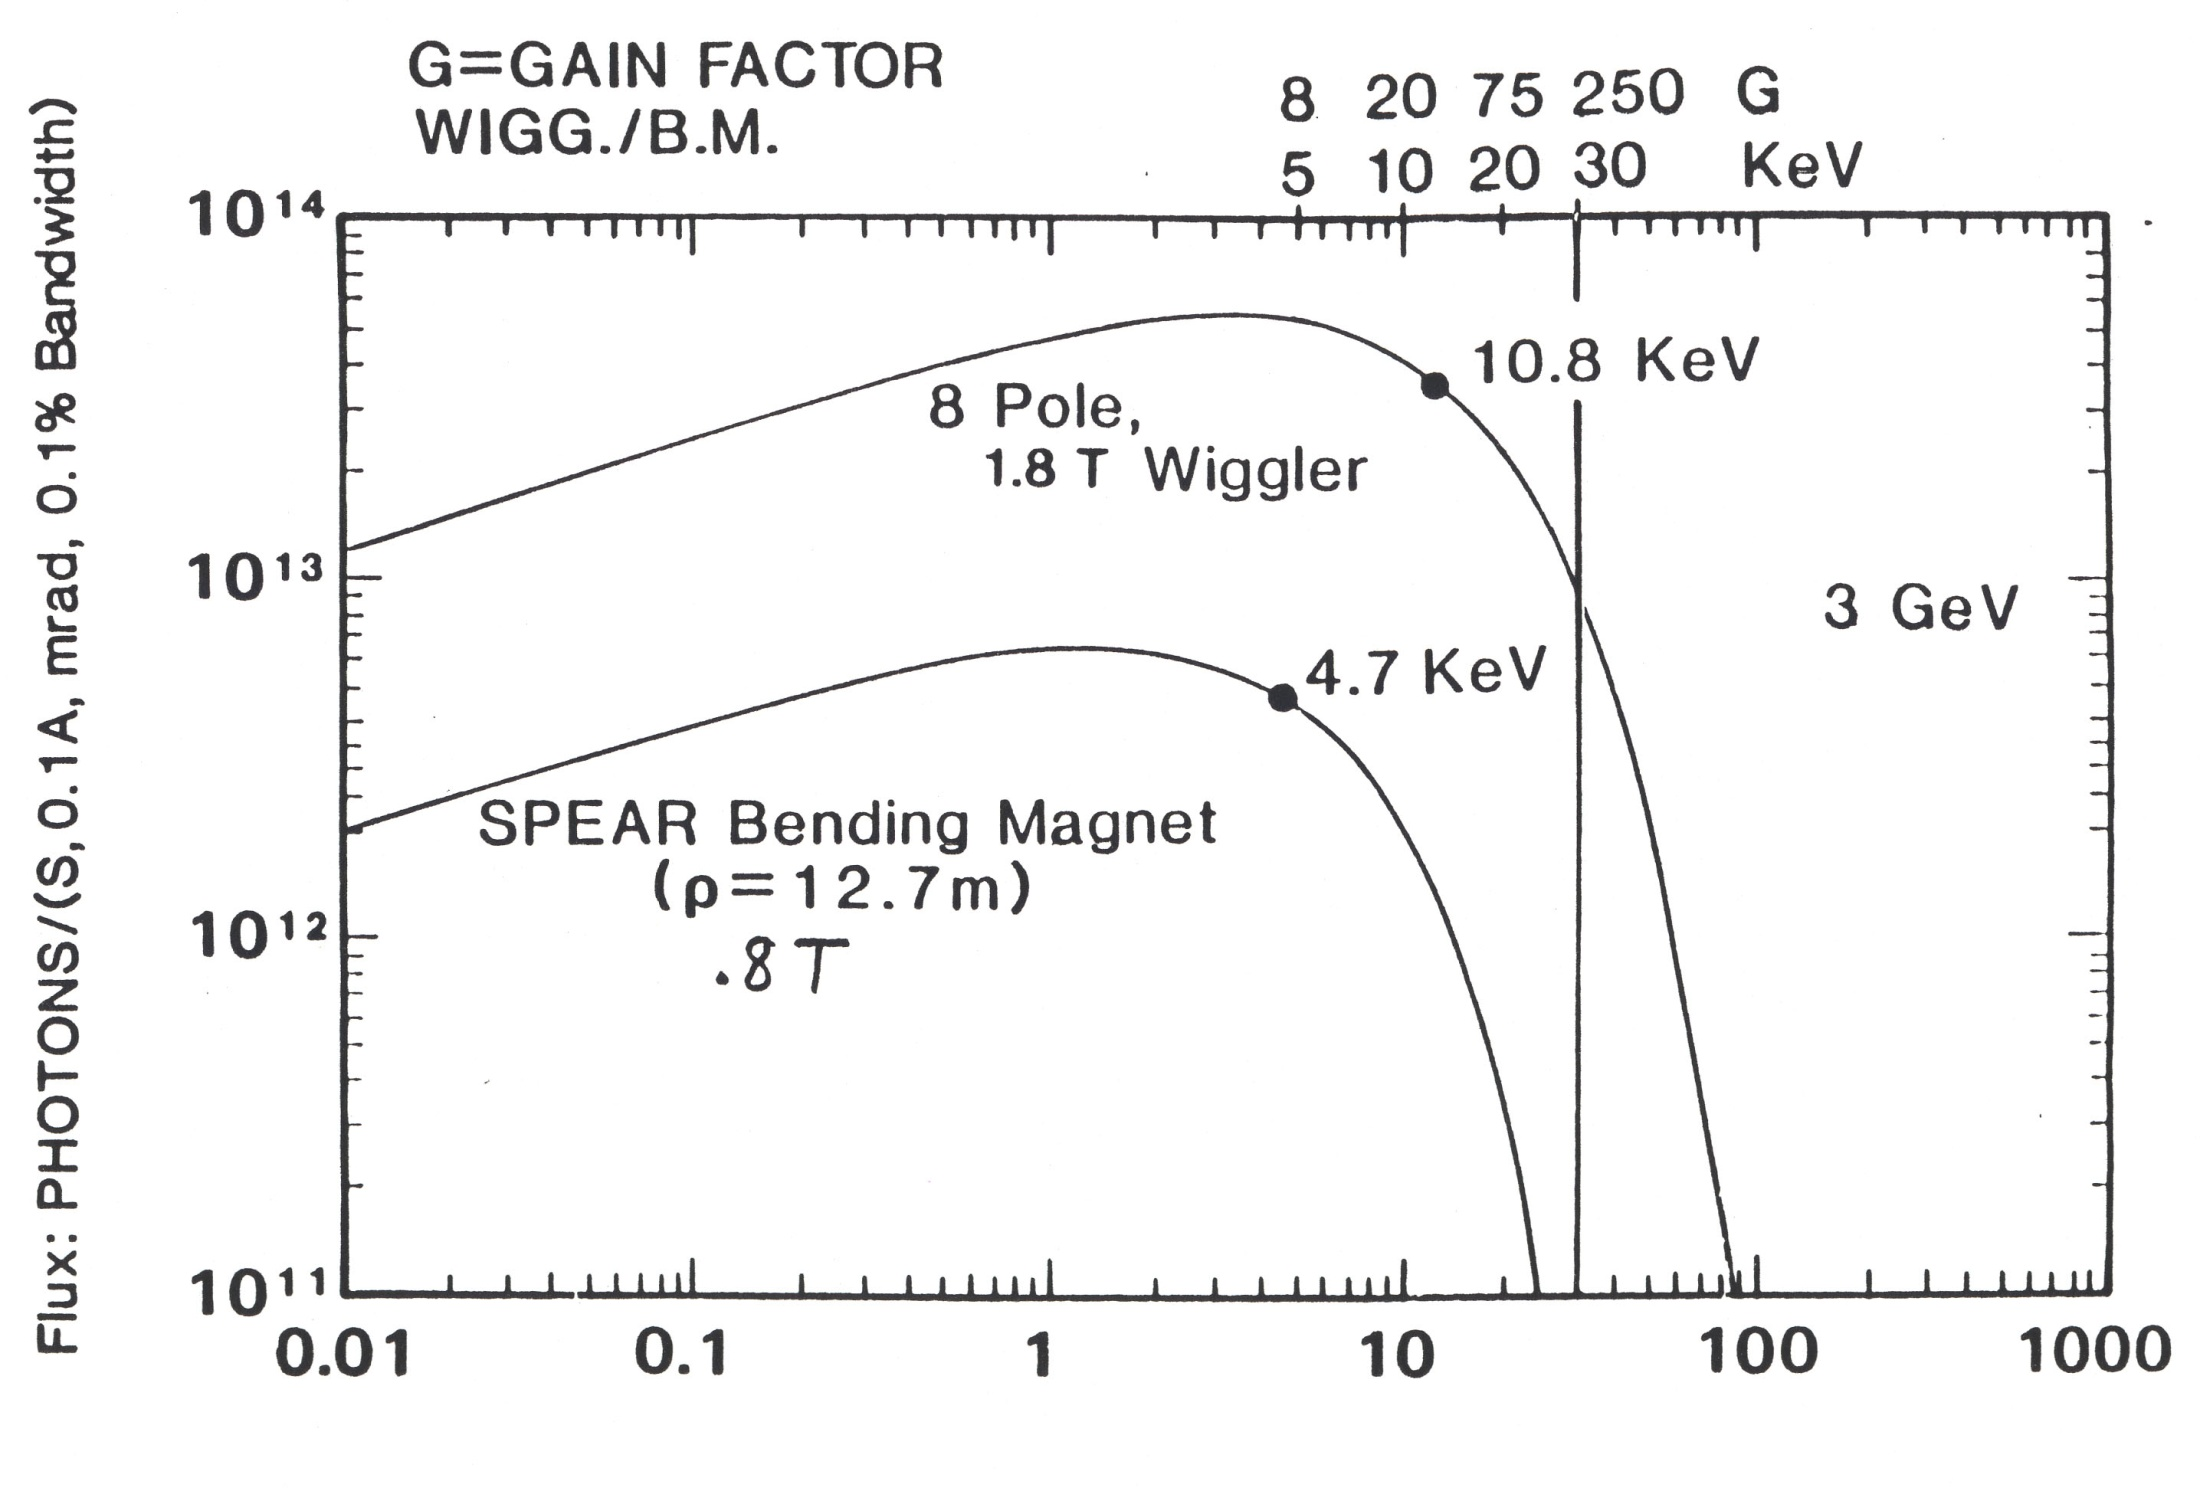 G=GAIN FACTOR
WIGG./B.M.
8 20 75 250 G
5 10 20 30 KeV
Flux: PHOTONS/(S, 0.1A, mrad, 0.1% Bandwidth)
10¹⁴
10.8 KeV
8 Pole,
1.8 T Wiggler
10¹³
3 GeV
4.7 KeV
SPEAR Bending Magnet
(ρ=12.7m)
10¹²
.8T
10¹¹
0.01 0.1 1 10 100 1000